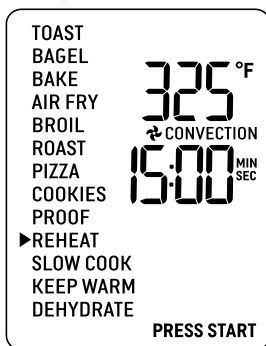 TOAST
BAGEL
BAKE
AIR FRY
BROIL
ROAST
PIZZA
COOKIES
PROOF
▶REHEAT
SLOW COOK
KEEP WARM
DEHYDRATE
325°F
CONVECTION
15:00 MIN SEC
PRESS START